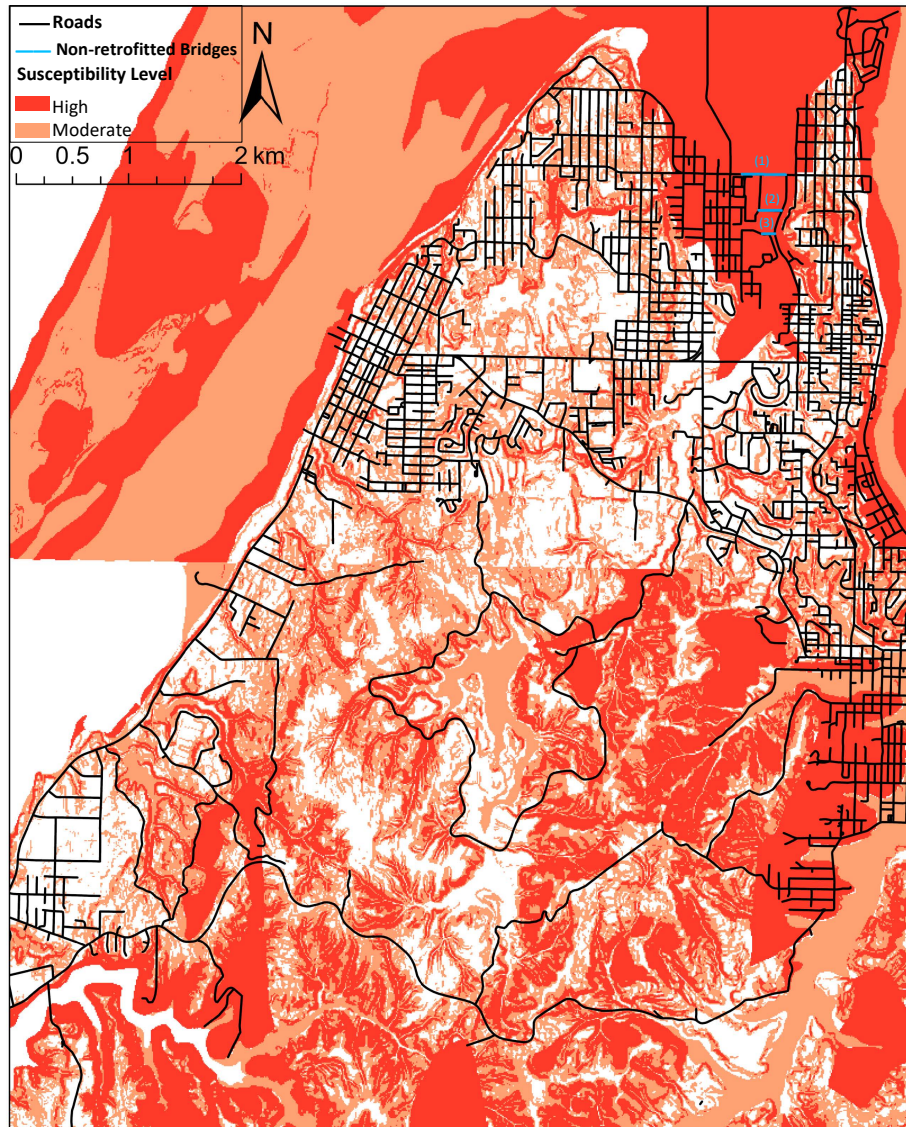 Roads
Non-retrofitted Bridges
Susceptibility Level
High
Moderate
N
0 0.5 1 2 km
(1)
(2)
(3)